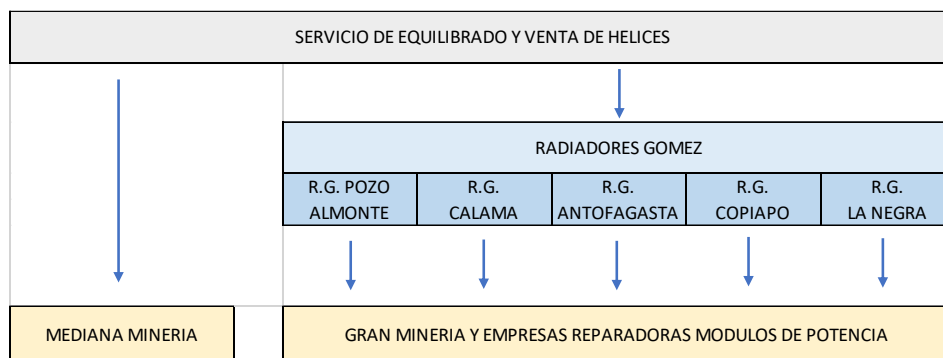 SERVICIO DE EQUILIBRADO Y VENTA DE HELICES
RADIADORES GOMEZ
R.G. POZO
ALMONTE
R.G.
CALAMA
R.G.
ANTOFAGASTA
R.G.
COPIAPO
R.G.
LA NEGRA
MEDIANA MINERIA
GRAN MINERIA Y EMPRESAS REPARADORAS MODULOS DE POTENCIA